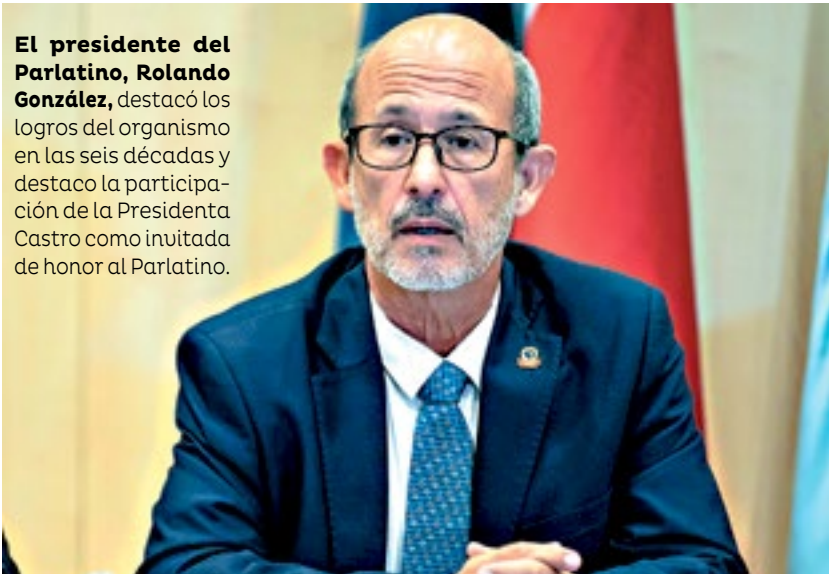 El presidente del
Parlatino, Rolando
González, destacó los
logros del organismo
en las seis décadas y
destaco la participa-
ción de la Presidenta
Castro como invitada
de honor al Parlatino.